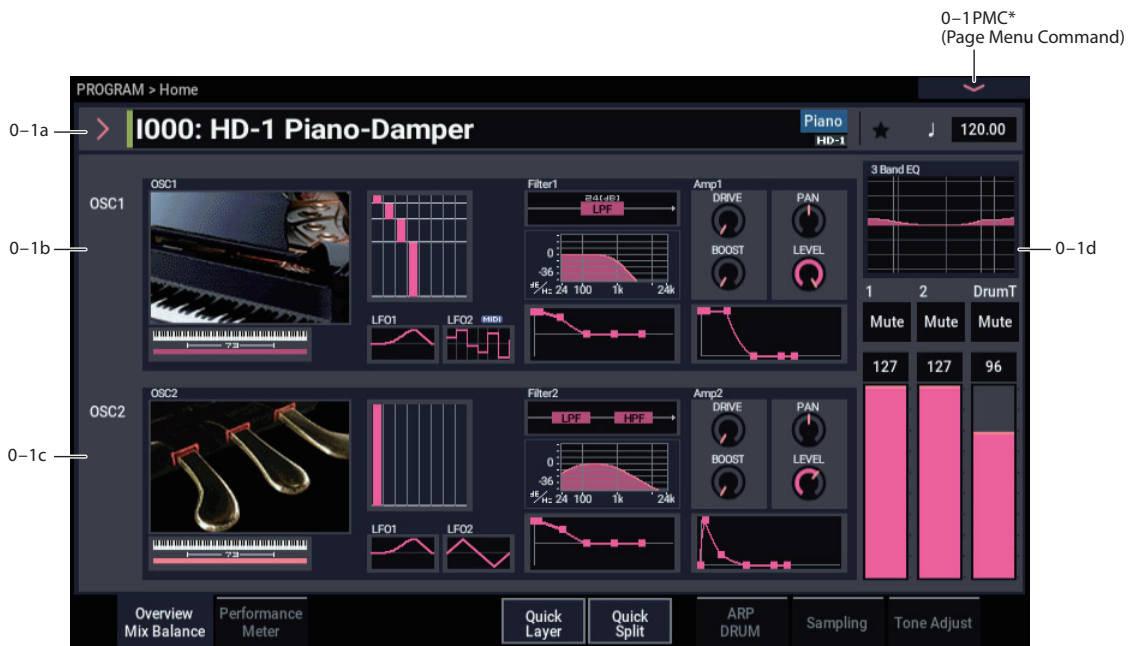 0–1PMC*
(Page Menu Command)
PROGRAM > Home
0–1a
I000: HD-1 Piano-Damper
Piano
HD-1
120.00
OSC1
OSC1
Filter1
24[dB]
LPF
Amp1
DRIVE
PAN
BOOST
LEVEL
3 Band EQ
0–1b
0–1d
0
-36
dB/Hz 24 100 1k 24k
73
LFO1
LFO2 MIDI
1 2 DrumT
Mute Mute Mute
127 127 96
OSC2
OSC2
Filter2
LPF HPF
Amp2
DRIVE
PAN
BOOST
LEVEL
0–1c
0
-36
dB/Hz 24 100 1k 24k
73
LFO1
LFO2
Overview
Mix Balance
Performance
Meter
Quick
Layer
Quick
Split
ARP
DRUM
Sampling
Tone Adjust